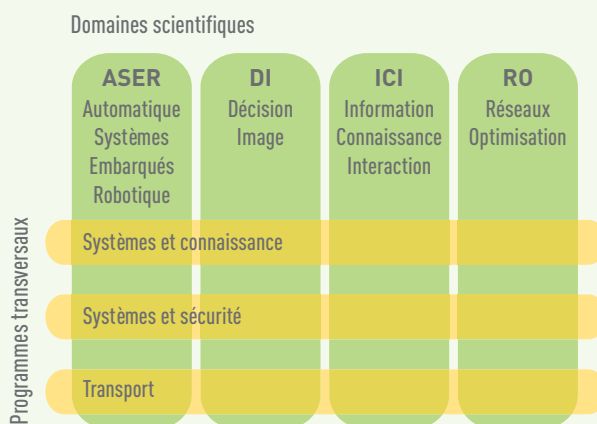 Domaines scientifiques
ASER
Automatique
Systèmes
Embarqués
Robotique
DI
Décision
Image
ICI
Information
Connaissance
Interaction
RO
Réseaux
Optimisation
Programmes transversaux
Systèmes et connaissance
Systèmes et sécurité
Transport